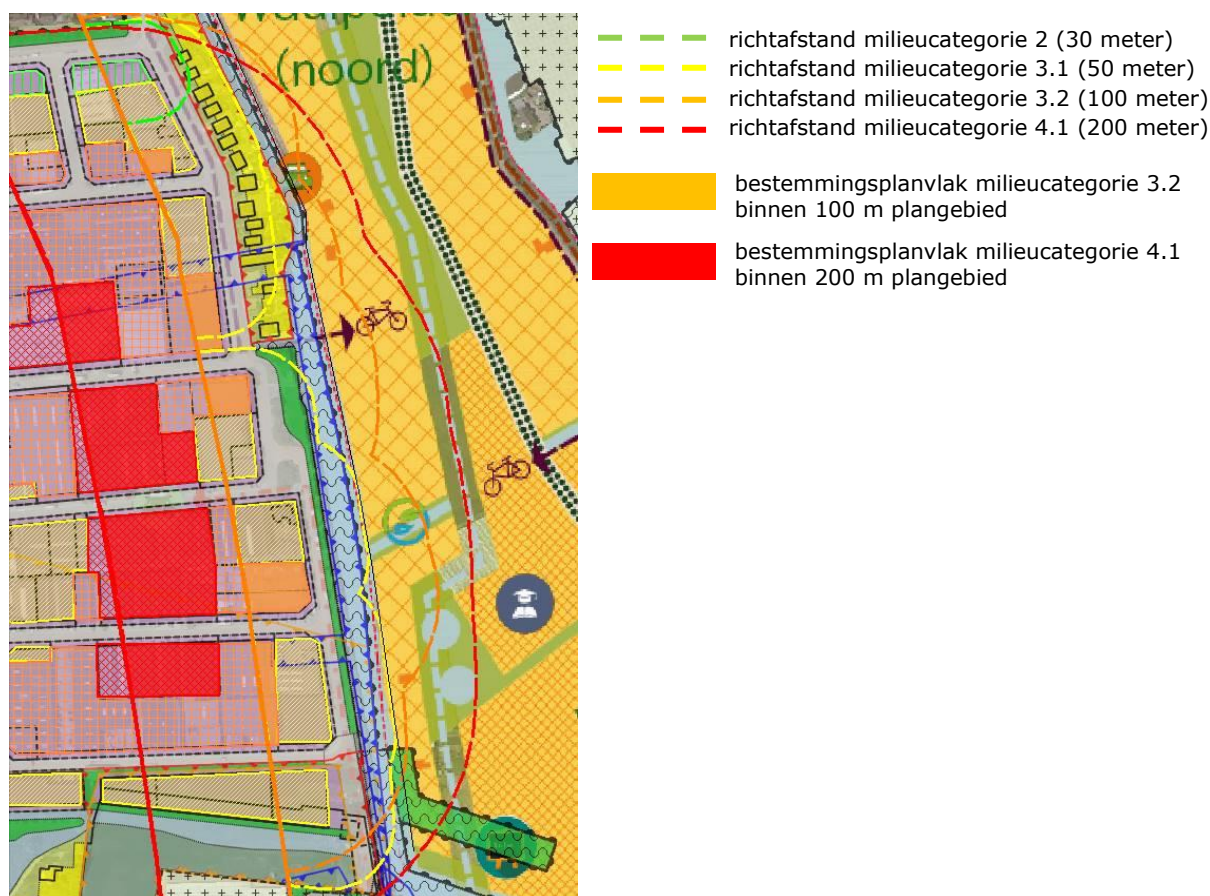 (noord)
richtafstand milieucategorie 2 (30 meter)
richtafstand milieucategorie 3.1 (50 meter)
richtafstand milieucategorie 3.2 (100 meter)
richtafstand milieucategorie 4.1 (200 meter)
bestemmingsplanvlak milieucategorie 3.2
binnen 100 m plangebied
bestemmingsplanvlak milieucategorie 4.1
binnen 200 m plangebied